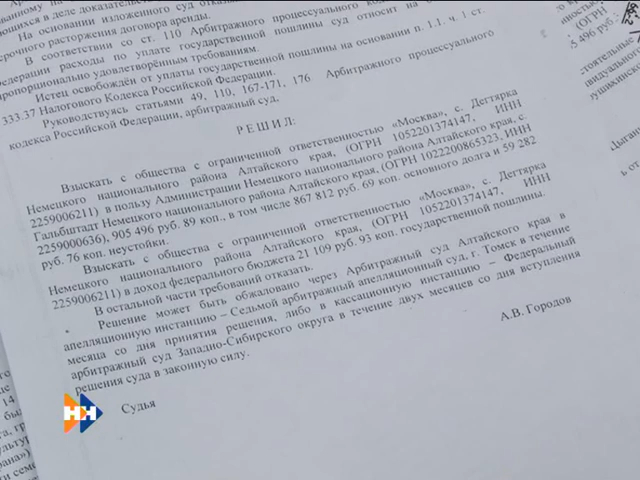 ющихся в деле доказательств
На основании изложенного суд отказ
срочного расторжения договора аренды.
В соответствии со ст. 110 Арбитражного процессуального ко
едерации расходы по уплате государственной пошлины суд относит на с
пропорционально удовлетворённым требованиям.
Истец освобождён от уплаты государственной пошлины на основании п. 1.1. ч. 1 ст.
333.37 Налогового Кодекса Российской Федерации.
Руководствуясь статьями 49, 110, 167-171, 176 Арбитражного процессуального
кодекса Российской Федерации, арбитражный суд,
Р Е Ш И Л:
Взыскать с общества с ограниченной ответственностью «Москва», с. Дегтярка
Немецкого национального района Алтайского края, (ОГРН 1052201374147, ИНН
2259006211) в пользу Администрации Немецкого национального района Алтайского края, с.
Гальбштадт Немецкого национального района Алтайского края, (ОГРН 1022200865323, ИНН
2259000636), 905 496 руб. 89 коп., в том числе 867 812 руб. 69 коп. основного долга и 59 282
руб. 76 коп. неустойки.
Взыскать с общества с ограниченной ответственностью «Москва», с. Дегтярка
Немецкого национального района Алтайского края, (ОГРН 1052201374147, ИНН
2259006211) в доход федерального бюджета 21 109 руб. 93 коп. государственной пошлины.
В остальной части требований отказать.
Решение может быть обжаловано через Арбитражный суд Алтайского края в
апелляционную инстанцию – Седьмой арбитражный апелляционный суд, г. Томск в течение
месяца со дня принятия решения, либо в кассационную инстанцию – Федеральный
арбитражный суд Западно-Сибирского округа в течение двух месяцев со дня вступления
решения суда в законную силу.
Судья
А.В. Городов
НН